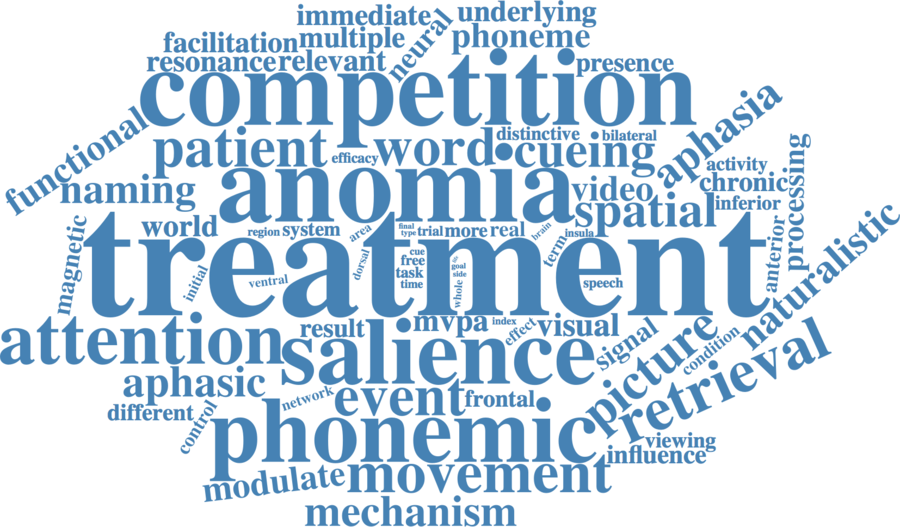 immediate
underlying
facilitation
multiple
neural
phoneme
resonance
relevant
presence
competition
functional
patient
efficacy
word
distinctive
bilateral
cueing
aphasia
activity
processing
naming
anomia
video
chronic
spatial
inferior
world
region
system
area
final
type
trial
more
real
brain
insula
term
magnetic
treatment
initial
ventral
dorsal
cue
free
task
time
goal
side
whole
speech
anterior
naturalistic
attention
result
mvpa
index
effect
visual
salience
signal
picture
condition
retrieval
aphasic
network
event
frontal
different
control
phonemic
viewing
influence
modulate
movement
mechanism